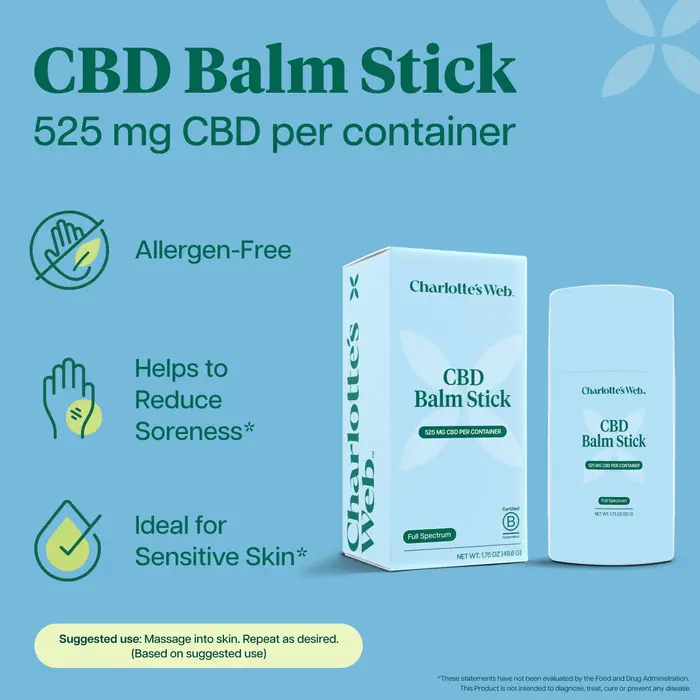 CBD Balm Stick
525 mg CBD per container
Allergen-Free
Helps to
Reduce
Soreness*
Ideal for
Sensitive Skin*
Suggested use: Massage into skin. Repeat as desired.
(Based on suggested use)
Charlotte's
Web™
Charlotte's Web™
CBD
Balm Stick
525 MG CBD PER CONTAINER
Full Spectrum
Certified
B
Corporation
NET WT. 1.75 OZ (49.6 G)
Charlotte's Web™
CBD
Balm Stick
525 MG CBD PER CONTAINER
Full Spectrum
NET WT. 1.75 OZ (50 G)
*These statements have not been evaluated by the Food and Drug Administration.
This Product is not intended to diagnose, treat, cure or prevent any disease.